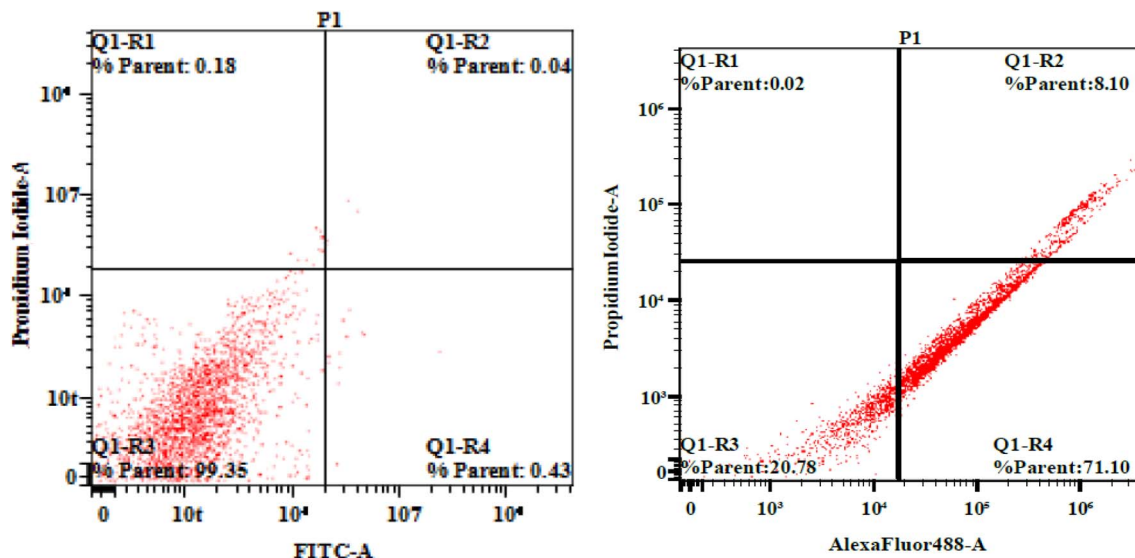 P1
Q1-R1
% Parent: 0.18
Q1-R2
% Parent: 0.04
Propidium Iodide-A
10⁷
0
Q1-R3
% Parent: 99.35
Q1-R4
% Parent: 0.43
0
10t
10⁷
FITC-A
P1
Q1-R1
%Parent:0.02
Q1-R2
%Parent:8.10
PropidiumIodide-A
10⁶
10⁵
10⁴
10³
0
Q1-R3
%Parent:20.78
Q1-R4
%Parent:71.10
0
10³
10⁴
10⁵
10⁶
AlexaFluor488-A